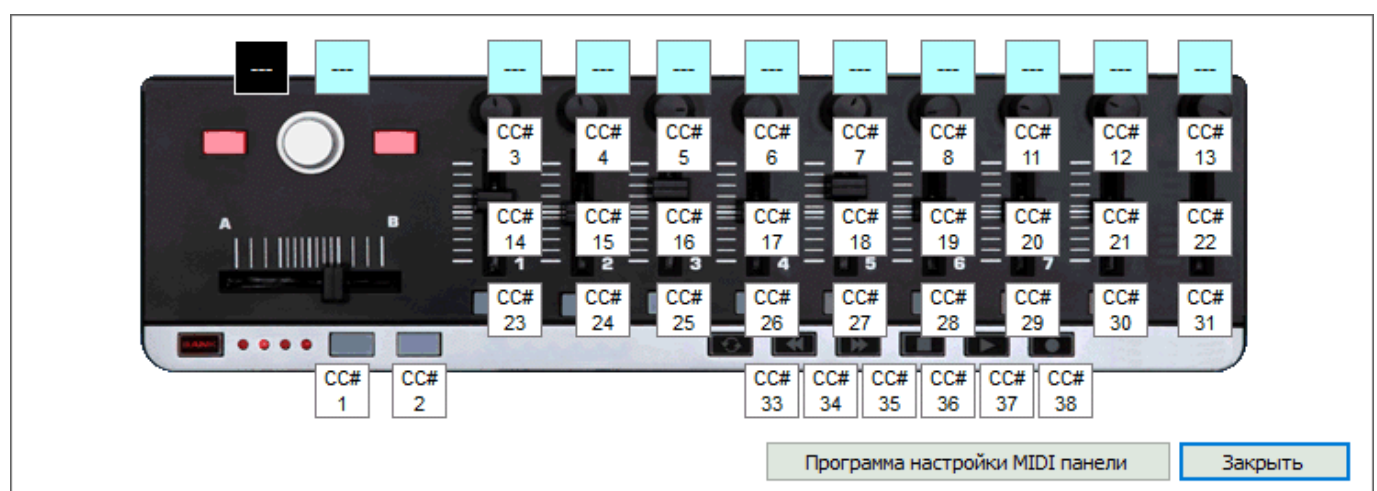 --- --- --- --- --- --- --- --- --- --- ---
CC# CC# CC# CC# CC# CC# CC# CC# CC#
3 4 5 6 7 8 11 12 13
A B
CC# CC# CC# CC# CC# CC# CC# CC# CC#
14 15 16 17 18 19 20 21 22
1 2 3 4 5 6 7
CC# CC# CC# CC# CC# CC# CC# CC# CC#
23 24 25 26 27 28 29 30 31
BANK
CC# CC# CC# CC# CC# CC# CC# CC#
1 2 33 34 35 36 37 38
Программа настройки MIDI панели Закрыть